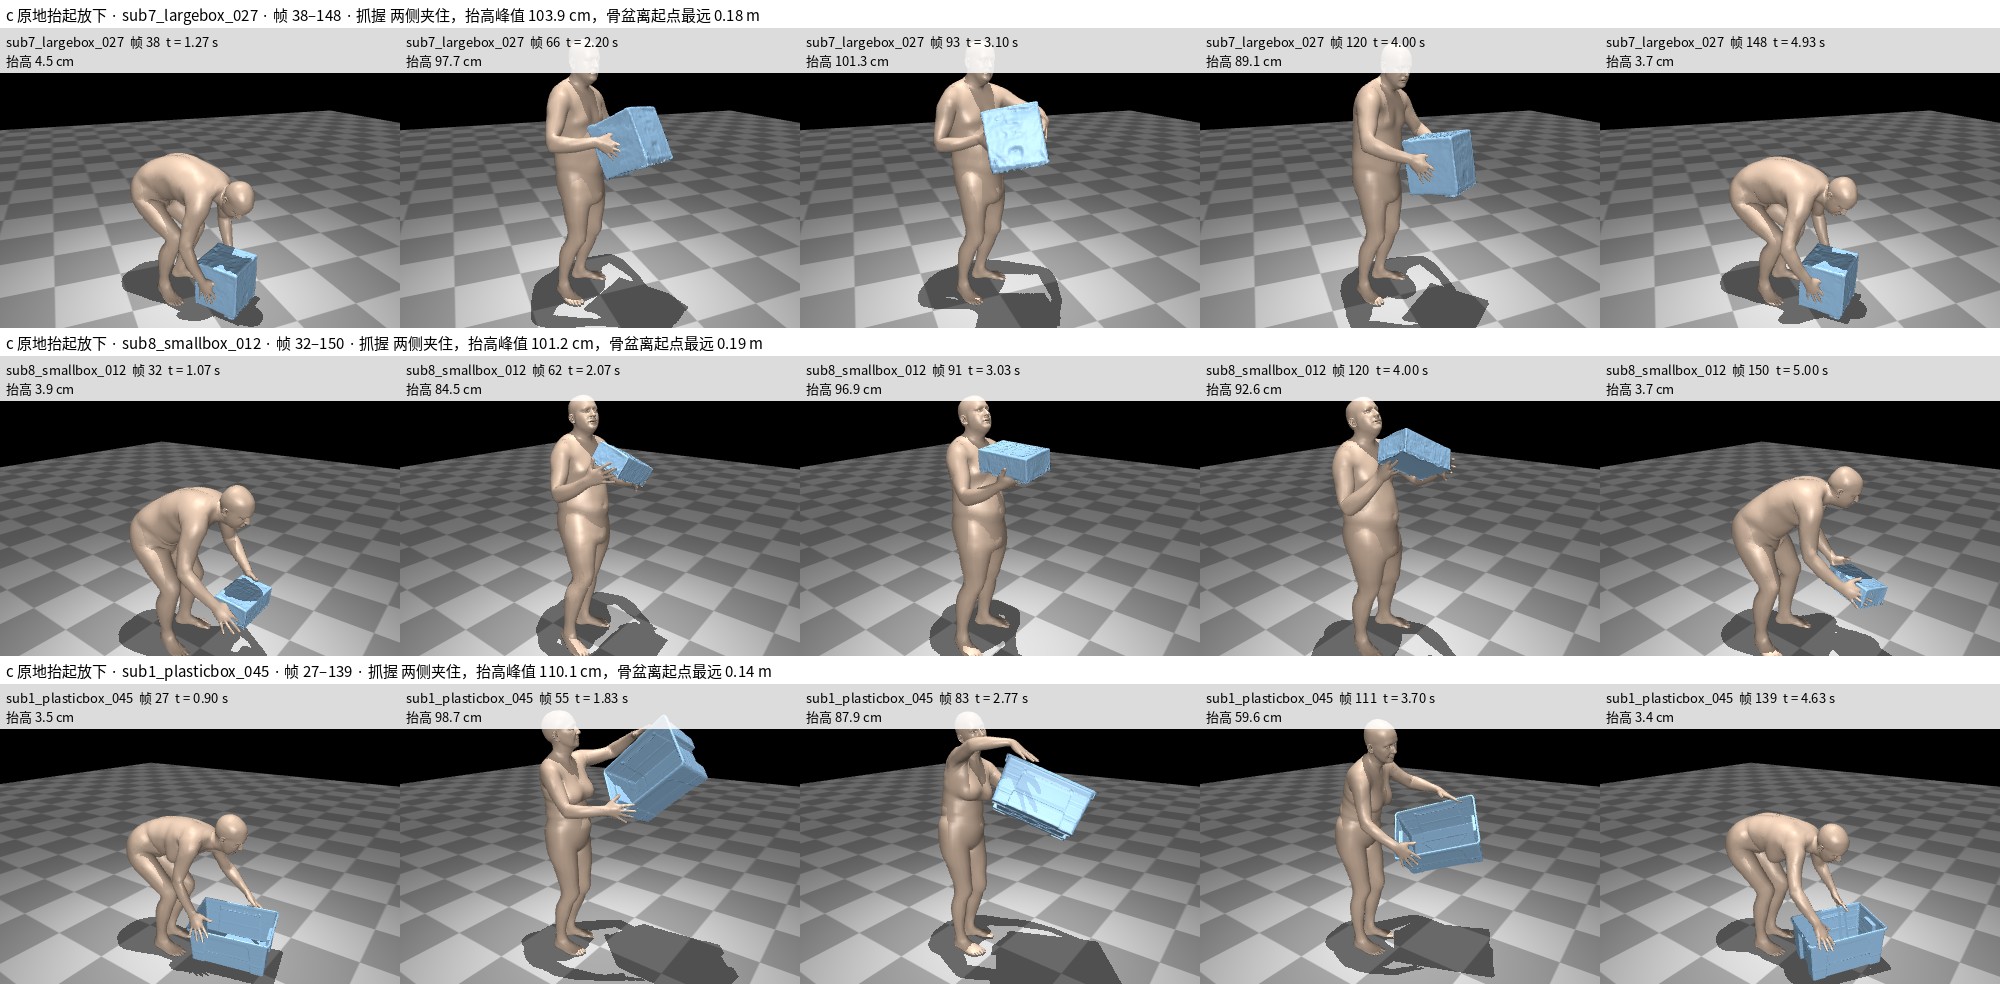 c 原地抬起放下 · sub7_largebox_027 · 帧 38–148 · 抓握 两侧夹住，抬高峰值 103.9 cm，骨盆离起点最远 0.18 m
sub7_largebox_027 帧 38 t = 1.27 s
抬高 4.5 cm
sub7_largebox_027 帧 66 t = 2.20 s
抬高 97.7 cm
sub7_largebox_027 帧 93 t = 3.10 s
抬高 101.3 cm
sub7_largebox_027 帧 120 t = 4.00 s
抬高 89.1 cm
sub7_largebox_027 帧 148 t = 4.93 s
抬高 3.7 cm
c 原地抬起放下 · sub8_smallbox_012 · 帧 32–150 · 抓握 两侧夹住，抬高峰值 101.2 cm，骨盆离起点最远 0.19 m
sub8_smallbox_012 帧 32 t = 1.07 s
抬高 3.9 cm
sub8_smallbox_012 帧 62 t = 2.07 s
抬高 84.5 cm
sub8_smallbox_012 帧 91 t = 3.03 s
抬高 96.9 cm
sub8_smallbox_012 帧 120 t = 4.00 s
抬高 92.6 cm
sub8_smallbox_012 帧 150 t = 5.00 s
抬高 3.7 cm
c 原地抬起放下 · sub1_plasticbox_045 · 帧 27–139 · 抓握 两侧夹住，抬高峰值 110.1 cm，骨盆离起点最远 0.14 m
sub1_plasticbox_045 帧 27 t = 0.90 s
抬高 3.5 cm
sub1_plasticbox_045 帧 55 t = 1.83 s
抬高 98.7 cm
sub1_plasticbox_045 帧 83 t = 2.77 s
抬高 87.9 cm
sub1_plasticbox_045 帧 111 t = 3.70 s
抬高 59.6 cm
sub1_plasticbox_045 帧 139 t = 4.63 s
抬高 3.4 cm